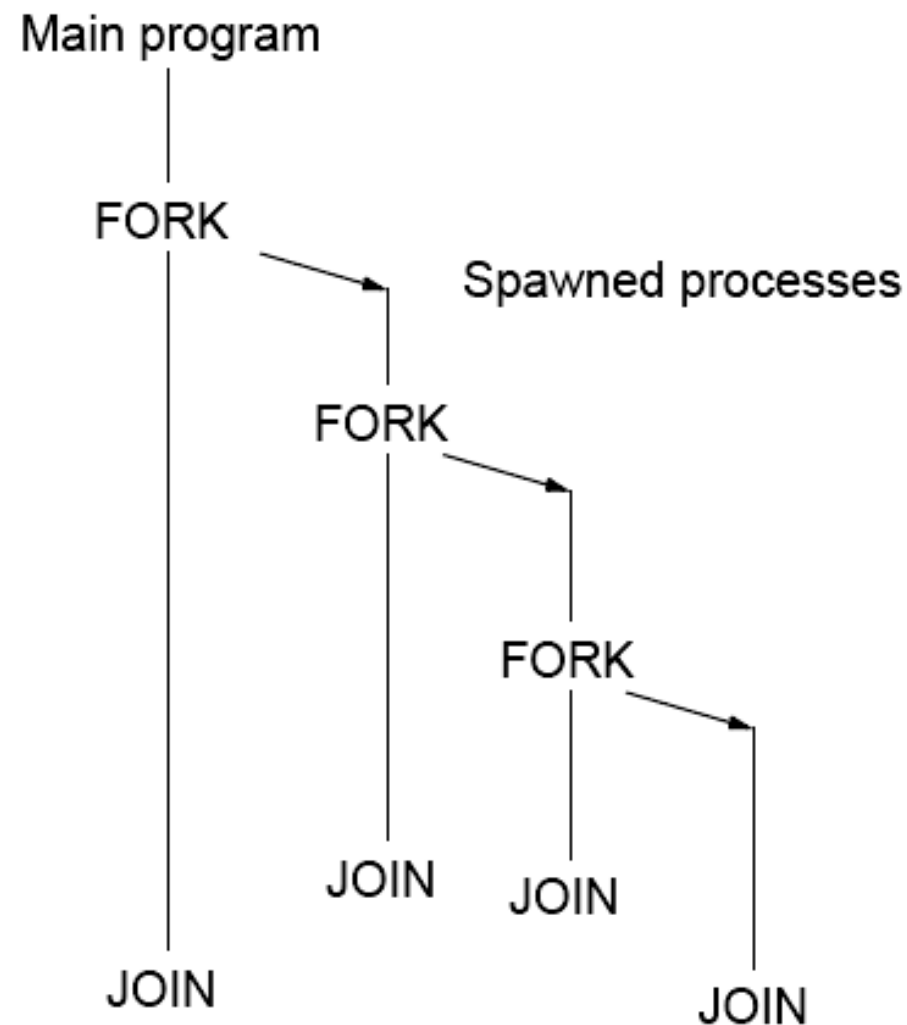 Main program
FORK
Spawned processes
FORK
FORK
JOIN
JOIN
JOIN
JOIN